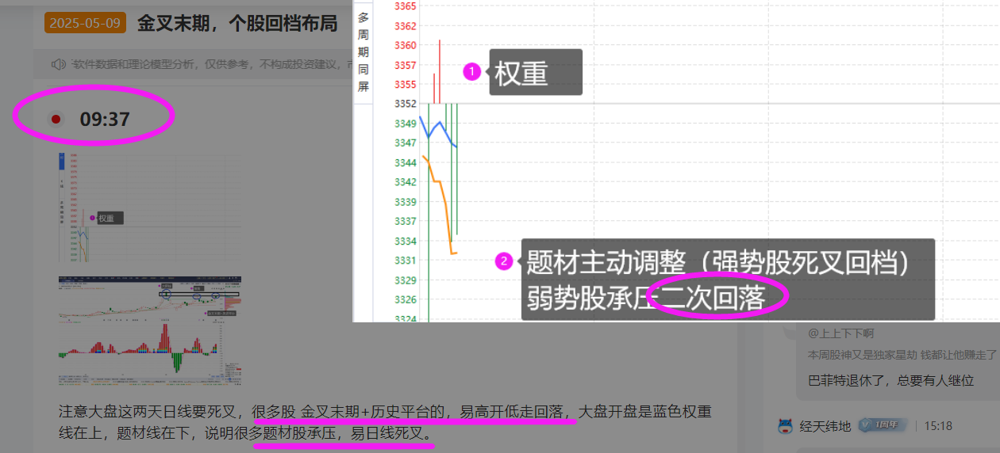 2025-05-09 金叉末期，个股回档布局
软件数据和理论模型分析，仅供参考，不构成投资建议，
09:37
权重
多周期同屏
3365
3362
3360
3357
3355
3352
3349
3347
3344
3342
3339
3337
3334
3331
3329
3326
3324
1 权重
2 题材主动调整（强势股死叉回档）
弱势股承压二次回落
注意大盘这两天日线要死叉，很多股 金叉末期+历史平台的，易高开低走回落，大盘开盘是蓝色权重
线在上，题材线在下，说明很多题材股承压，易日线死叉。
@上上下下啊
本周股神又是独家星劫 钱都让他赚走了
巴菲特退休了，总要有人继位
经天纬地 1周年 15:18